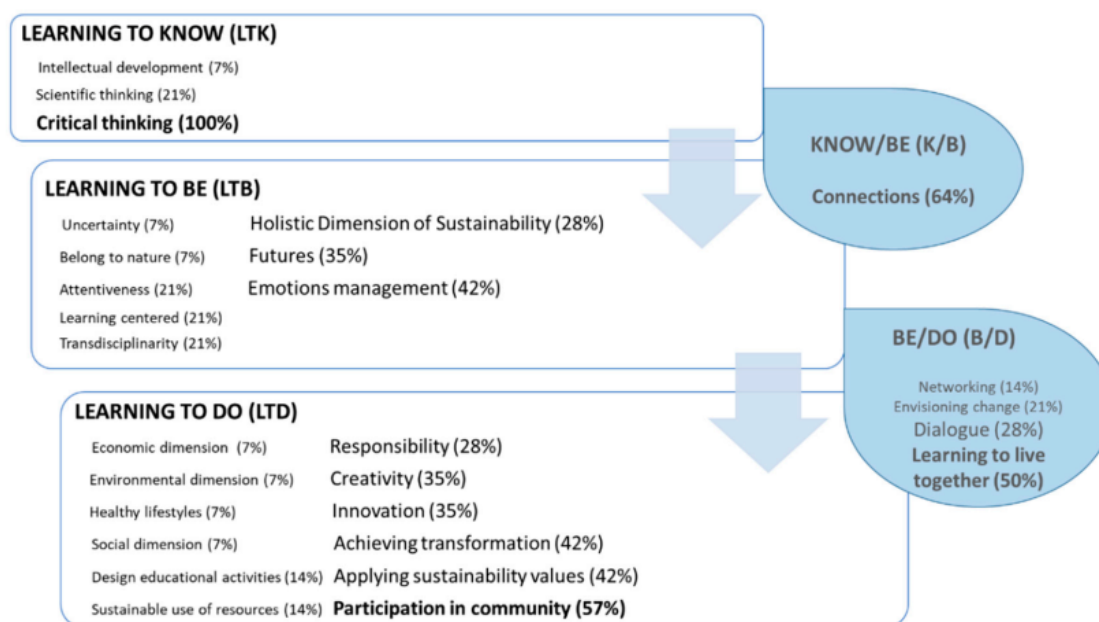 LEARNING TO KNOW (LTK)
Intellectual development (7%)
Scientific thinking (21%)
Critical thinking (100%)
KNOW/BE (K/B)
Connections (64%)
LEARNING TO BE (LTB)
Uncertainty (7%)
Belong to nature (7%)
Attentiveness (21%)
Learning centered (21%)
Transdisciplinarity (21%)
Holistic Dimension of Sustainability (28%)
Futures (35%)
Emotions management (42%)
BE/DO (B/D)
Networking (14%)
Envisioning change (21%)
Dialogue (28%)
Learning to live
together (50%)
LEARNING TO DO (LTD)
Economic dimension (7%)
Environmental dimension (7%)
Healthy lifestyles (7%)
Social dimension (7%)
Design educational activities (14%)
Sustainable use of resources (14%)
Responsibility (28%)
Creativity (35%)
Innovation (35%)
Achieving transformation (42%)
Applying sustainability values (42%)
Participation in community (57%)